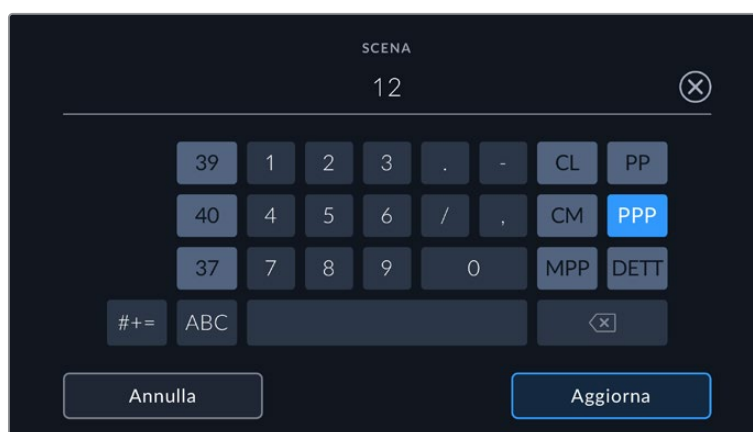 SCENA
12
39 1 2 3 . - CL PP
40 4 5 6 / , CM PPP
37 7 8 9 0 MPP DETT
#+= ABC
Annulla Aggiorna